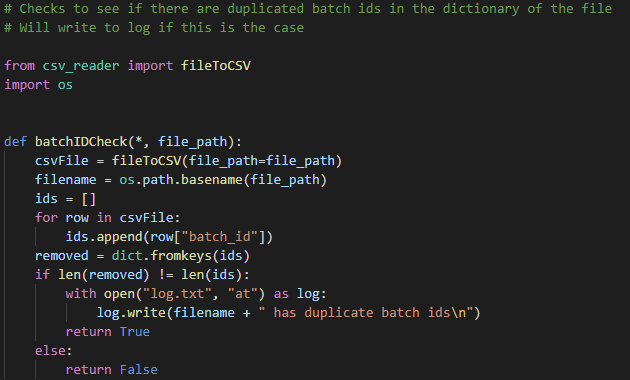 # Checks to see if there are duplicated batch ids in the dictionary of the file
# Will write to log if this is the case
from csv_reader import fileToCSV
import os
def batchIDCheck(*, file_path):
    csvFile = fileToCSV(file_path=file_path)
    filename = os.path.basename(file_path)
    ids = []
    for row in csvFile:
        ids.append(row["batch_id"])
    removed = dict.fromkeys(ids)
    if len(removed) != len(ids):
        with open("log.txt", "at") as log:
            log.write(filename + " has duplicate batch ids\n")
        return True
    else:
        return False